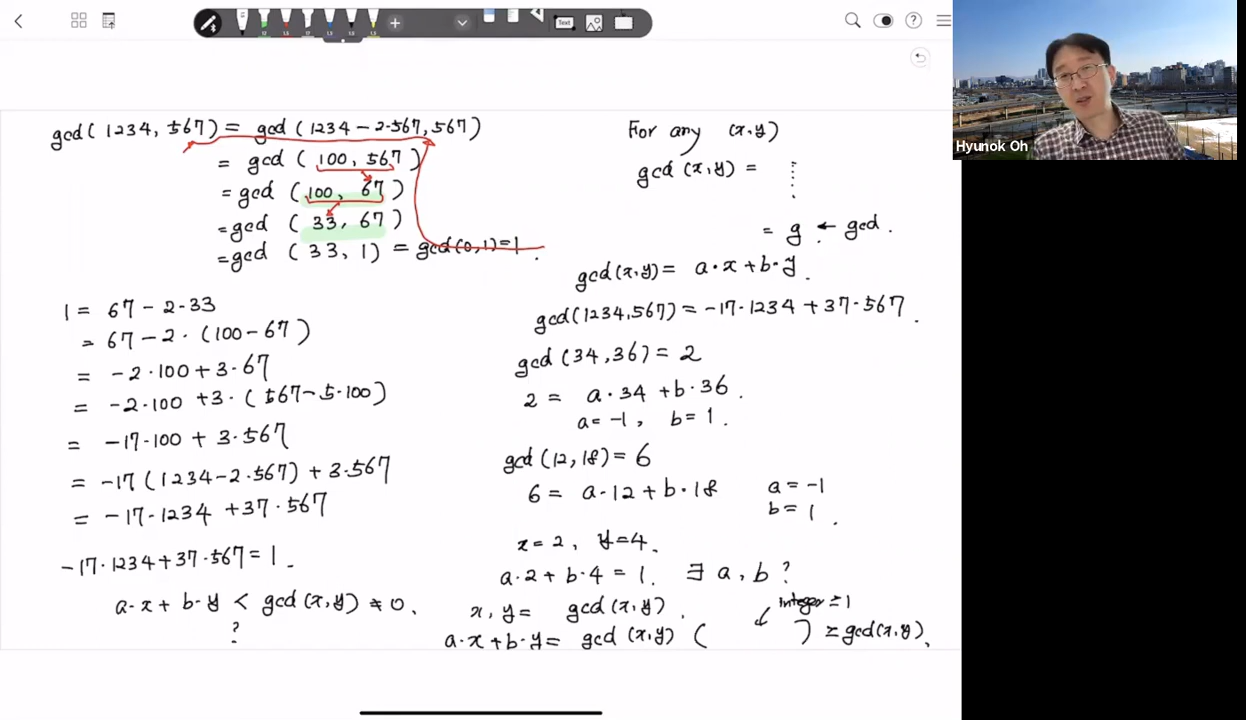 Text
Hyunok Oh
gcd(1234, 567) = gcd(1234-2·567, 567)
= gcd(100, 567)
= gcd(100, 67)
= gcd(33, 67)
= gcd(33, 1) = gcd(0, 1) = 1.
1 = 67-2·33
= 67-2·(100-67)
= -2·100+3·67
= -2·100+3·(567-5·100)
= -17·100+3·567
= -17(1234-2·567)+3·567
= -17·1234+37·567
-17·1234+37·567=1.
a·x+b·y < gcd(x,y) ≠0.
?
For any (x,y)
gcd(x,y) =
= g ← gcd.
gcd(x,y) = a·x+b·y.
gcd(1234,567) = -17·1234+37·567.
gcd(34,36) = 2
2 = a·34+b·36.
a=-1, b=1.
gcd(12,18) = 6
6 = a·12+b·18 a=-1
b=1.
x=2, y=4.
a·2+b·4=1. ∃ a, b?
x, y = gcd(x,y).
integer ≥1
a·x+b·y = gcd(x,y) ( ) ≥ gcd(x,y).